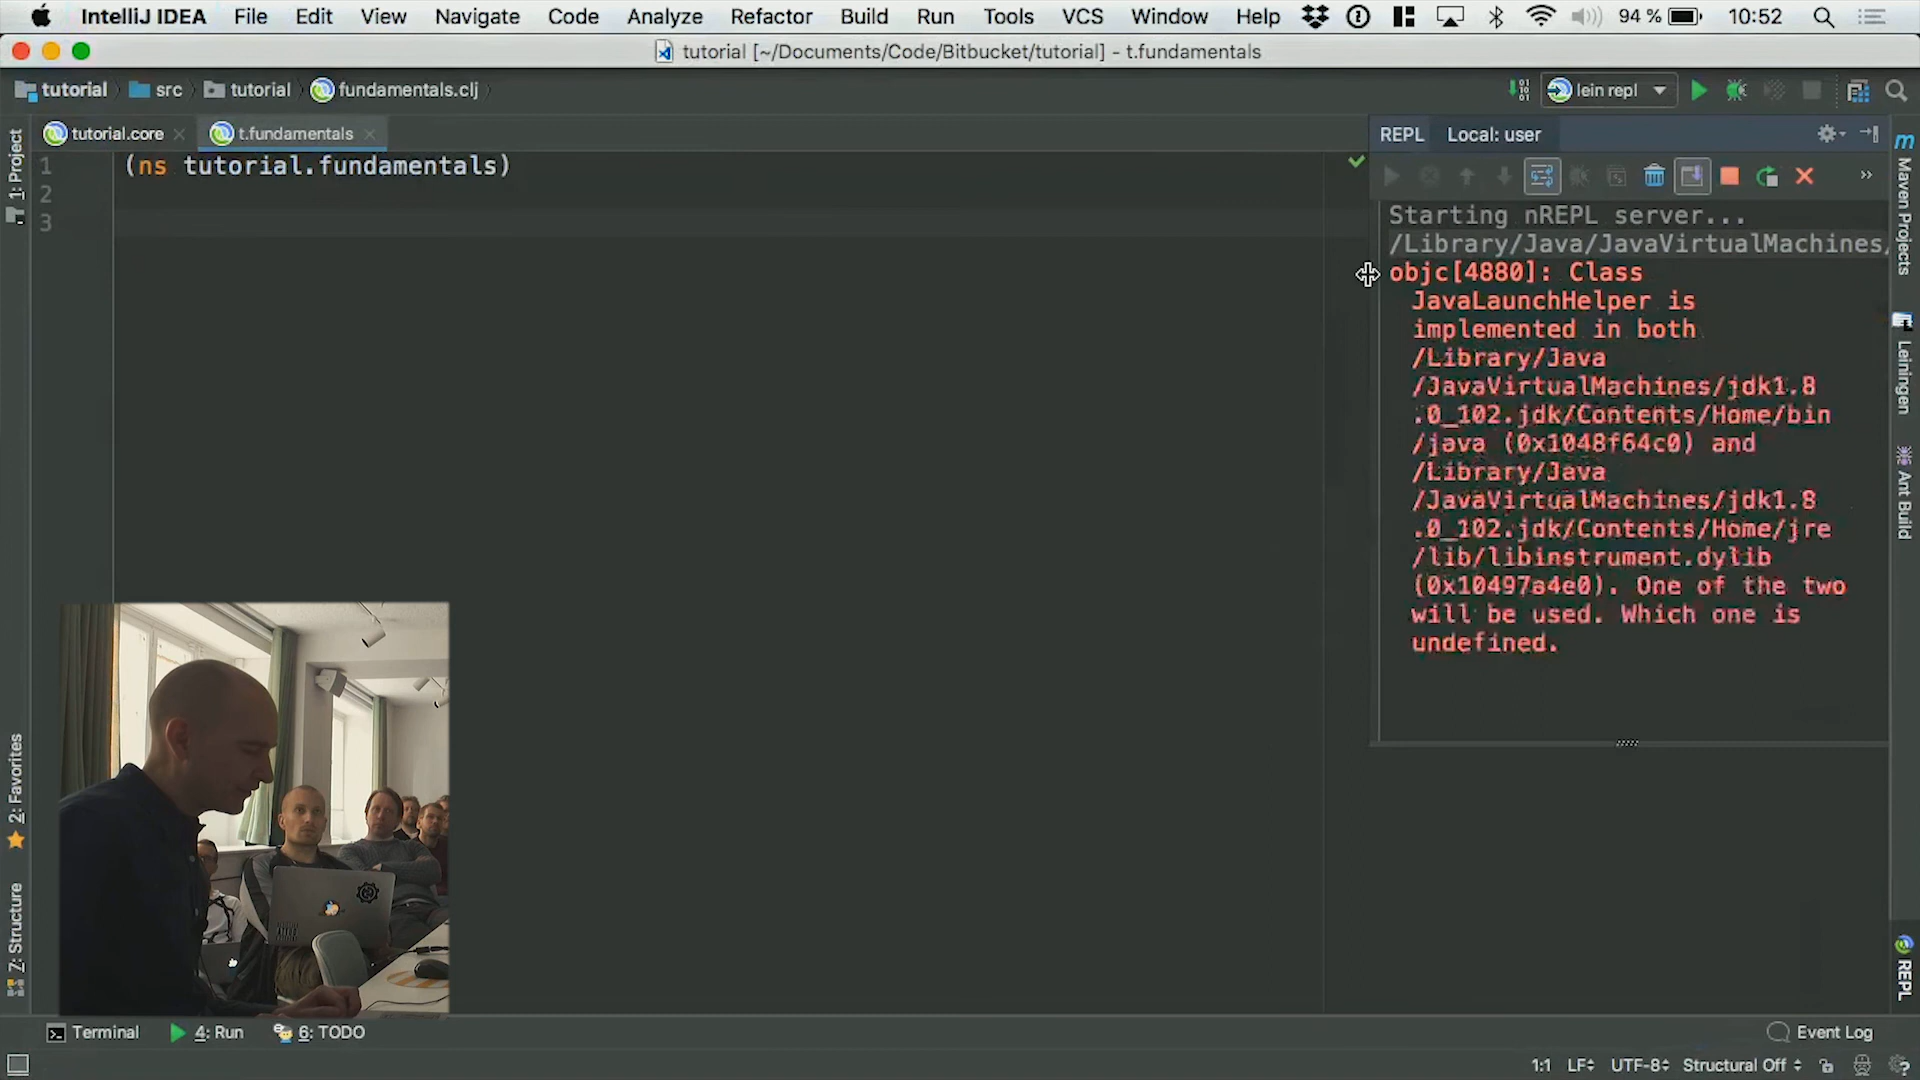 IntelliJ IDEA File Edit View Navigate Code Analyze Refactor Build Run Tools VCS Window Help 94 % 10:52
tutorial [~/Documents/Code/Bitbucket/tutorial] - t.fundamentals
tutorial src tutorial fundamentals.clj lein repl
tutorial.core t.fundamentals
REPL Local: user
1 (ns tutorial.fundamentals)
2
3
Starting nREPL server...
/Library/Java/JavaVirtualMachines/
objc[4880]: Class
JavaLaunchHelper is
implemented in both
/Library/Java
/JavaVirtualMachines/jdk1.8
.0_102.jdk/Contents/Home/bin
/java (0x1048f64c0) and
/Library/Java
/JavaVirtualMachines/jdk1.8
.0_102.jdk/Contents/Home/jre
/lib/libinstrument.dylib
(0x10497a4e0). One of the two
will be used. Which one is
undefined.
1: Project
2: Favorites
7: Structure
Maven Projects
Leiningen
Ant Build
REPL
Terminal 4: Run 6: TODO Event Log
1:1 LF UTF-8 Structural Off